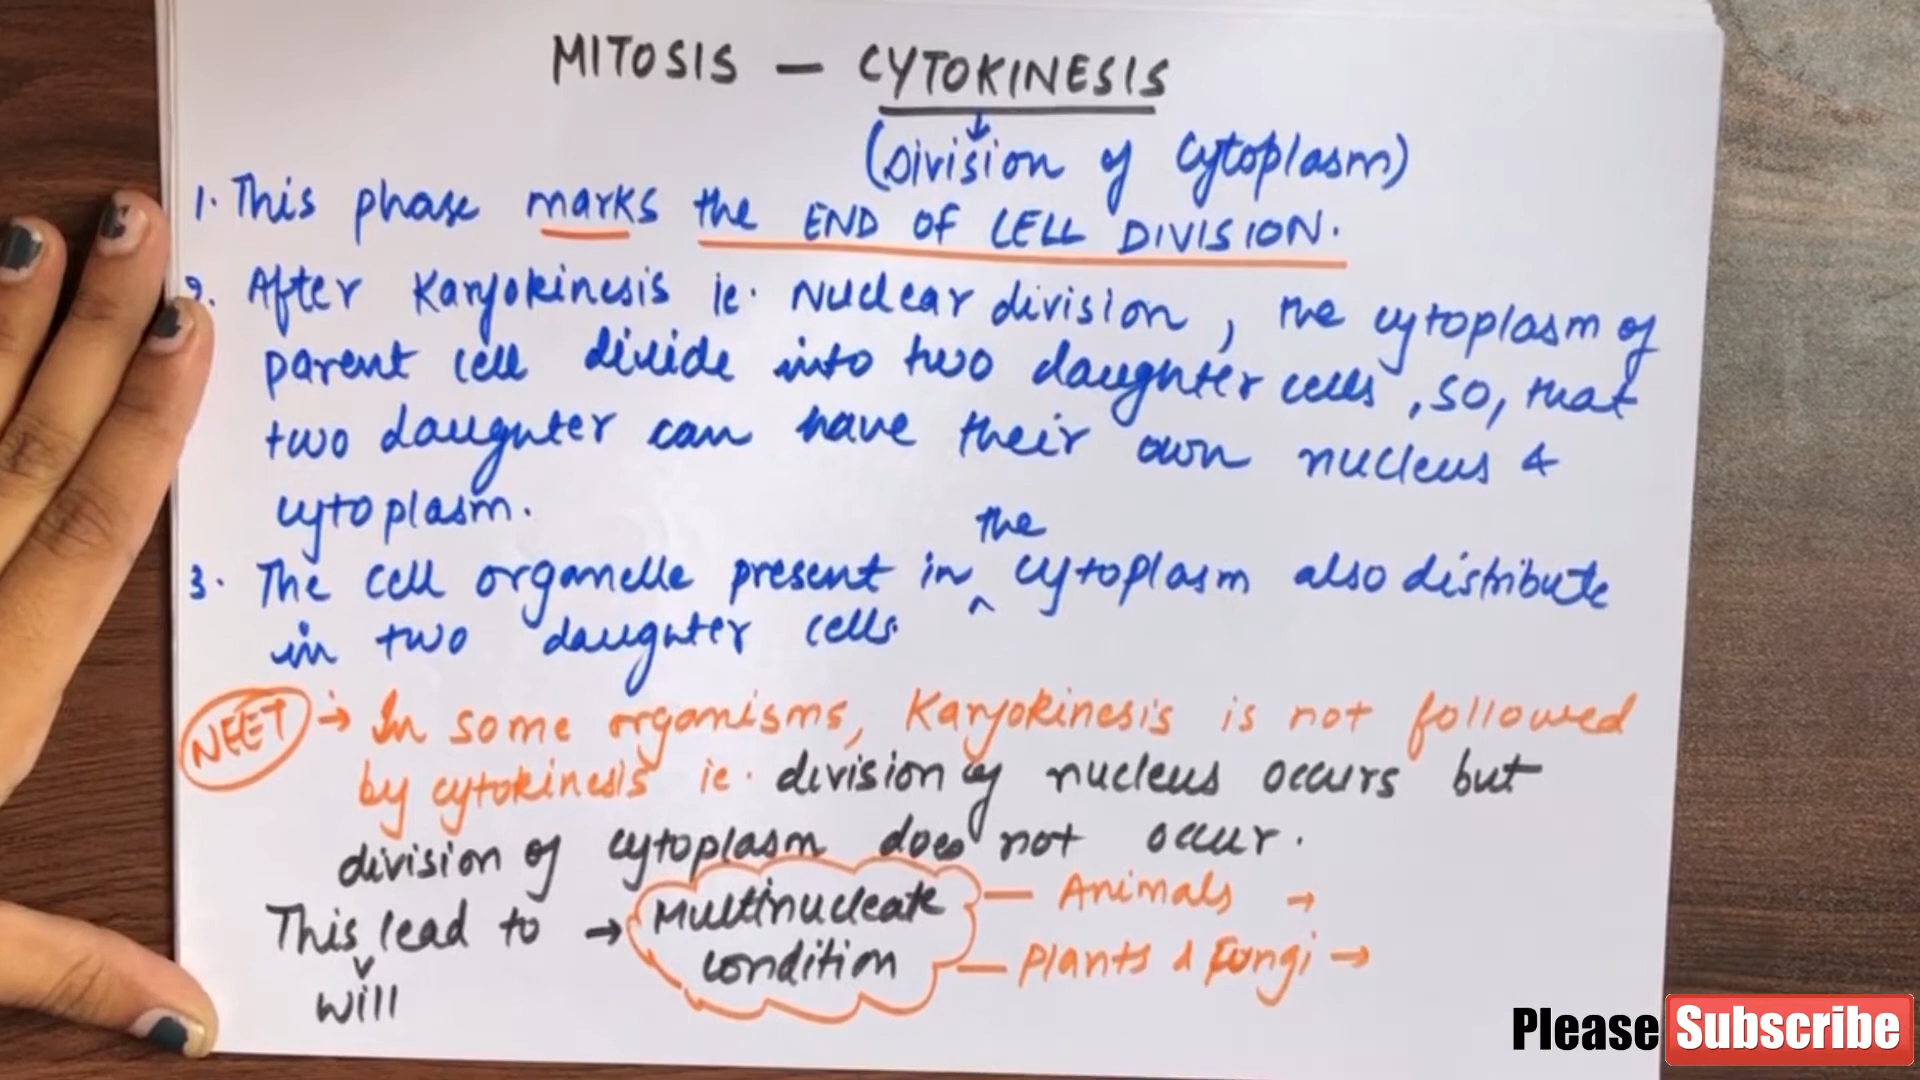 MITOSIS — CYTOKINESIS
(Division of cytoplasm)
1. This phase marks the END OF CELL DIVISION.
2. After Karyokinesis ie. Nuclear division, the cytoplasm of
parent cell divide into two daughter cells, so, that
two daughter can have their own nucleus &
cytoplasm.
the
3. The cell organelle present in ^ cytoplasm also distribute
in two daughter cells.
NEET → In some organisms, Karyokinesis is not followed
by cytokinesis ie. division of nucleus occurs but
division of cytoplasm does not occur.
This lead to → Multinucleate condition — Animals →
— Plants & Fungi →
will
Please Subscribe